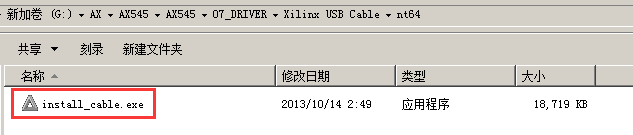 新加卷 (G:) ▸ AX ▸ AX545 ▸ AX545 ▸ 07_DRIVER ▸ Xilinx USB Cable ▸ nt64
共享 刻录 新建文件夹
名称 修改日期 类型 大小
install_cable.exe 2013/10/14 2:49 应用程序 18,719 KB